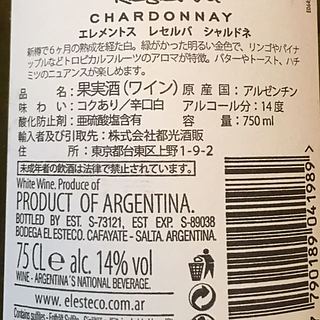 CHARDONNAY
エレメントス レセルバ シャルドネ
新樽で6ヶ月の熟成を経た白。緑がかった明るい金色で、リンゴやパイナ
ップルなどトロピカルフルーツのアロマが特徴。バターやトースト、ハチ
ミツのニュアンスが楽しめます。
品名:果実酒(ワイン) 原産国:アルゼンチン
味わい:コクあり/辛口白 アルコール分:14度
酸化防止剤:亜硫酸塩含有 容量:750ml
輸入者及び引取先:株式会社都光酒販
住所:東京都台東区上野1-9-2
未成年者の飲酒は法律で禁止されています。
White Wine. Produce of
PRODUCT OF ARGENTINA.
BOTTLED BY EST. S-73121, EST EXP. S-89038
BODEGA EL ESTECO. CAFAYATE - SALTA. ARGENTINA.
75 CL e alc. 14% vol
WINE - ARGENTINA'S NATIONAL BEVERAGE.
www.elesteco.com.ar
7790189041989